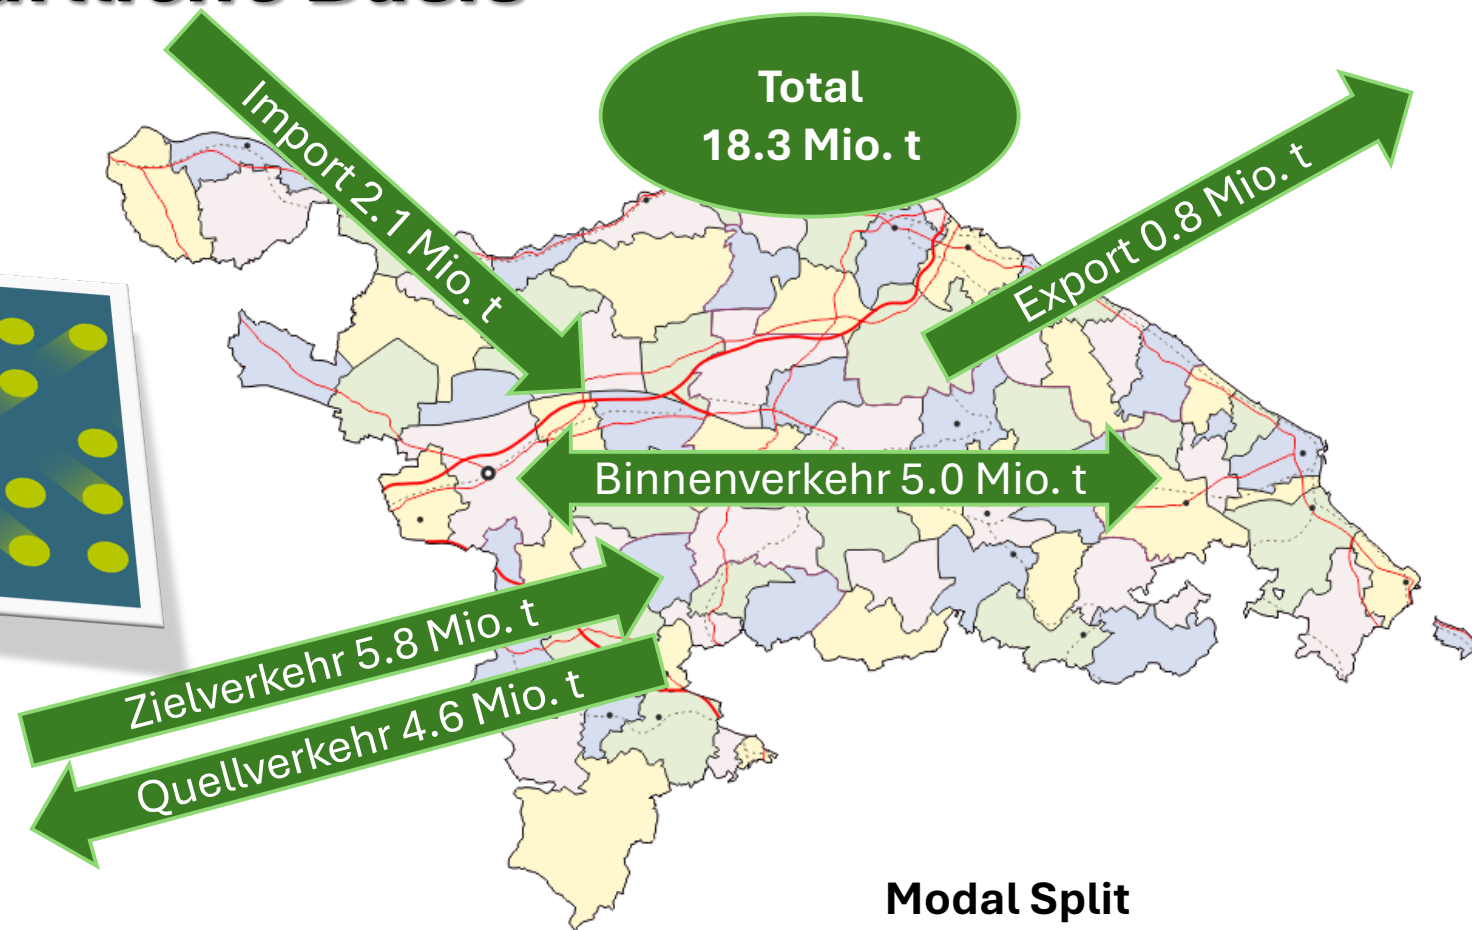 Total
18.3 Mio. t
Import 2.1 Mio. t
Export 0.8 Mio. t
Binnenverkehr 5.0 Mio. t
Zielverkehr 5.8 Mio. t
Quellverkehr 4.6 Mio. t
Modal Split